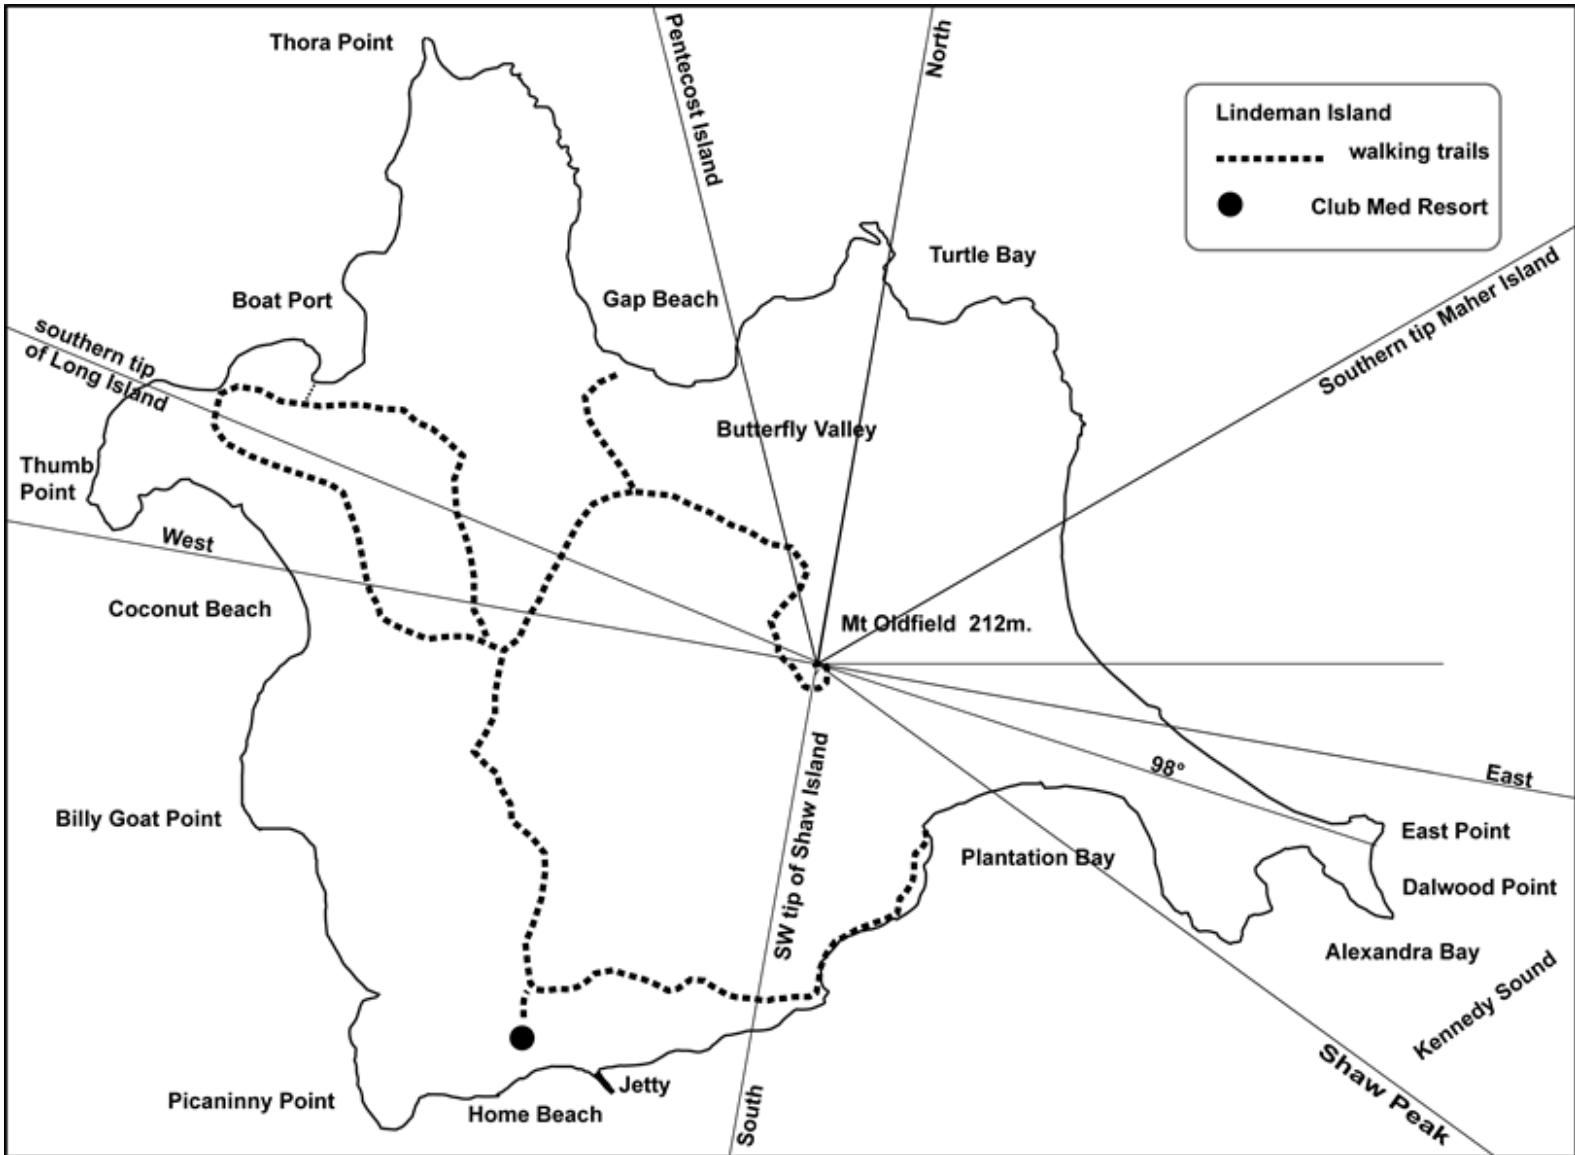 Thora Point
Pentecost Island
North
Lindeman Island
walking trails
Club Med Resort
Turtle Bay
Boat Port
Gap Beach
Southern tip Maher Island
southern tip
of Long Island
Butterfly Valley
Thumb
Point
West
Coconut Beach
Mt Oldfield 212m.
98°
East
SW tip of Shaw Island
Billy Goat Point
East Point
Plantation Bay
Dalwood Point
Alexandra Bay
Kennedy Sound
Shaw Peak
Picaninny Point
Home Beach
Jetty
South